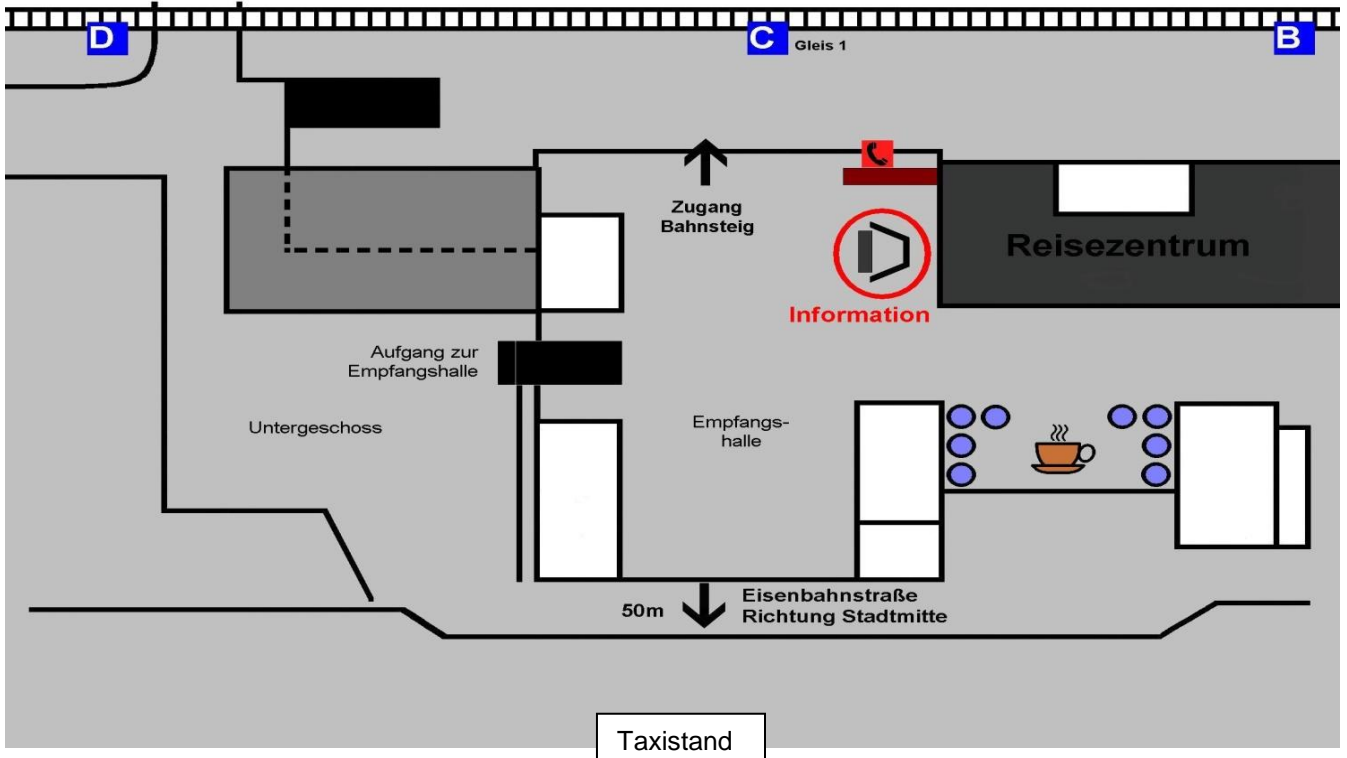 D
C
Gleis 1
B
Zugang
Bahnsteig
Reisezentrum
Information
Aufgang zur
Empfangshalle
Untergeschoss
Empfangs-
halle
50m
Eisenbahnstraße
Richtung Stadtmitte
Taxistand